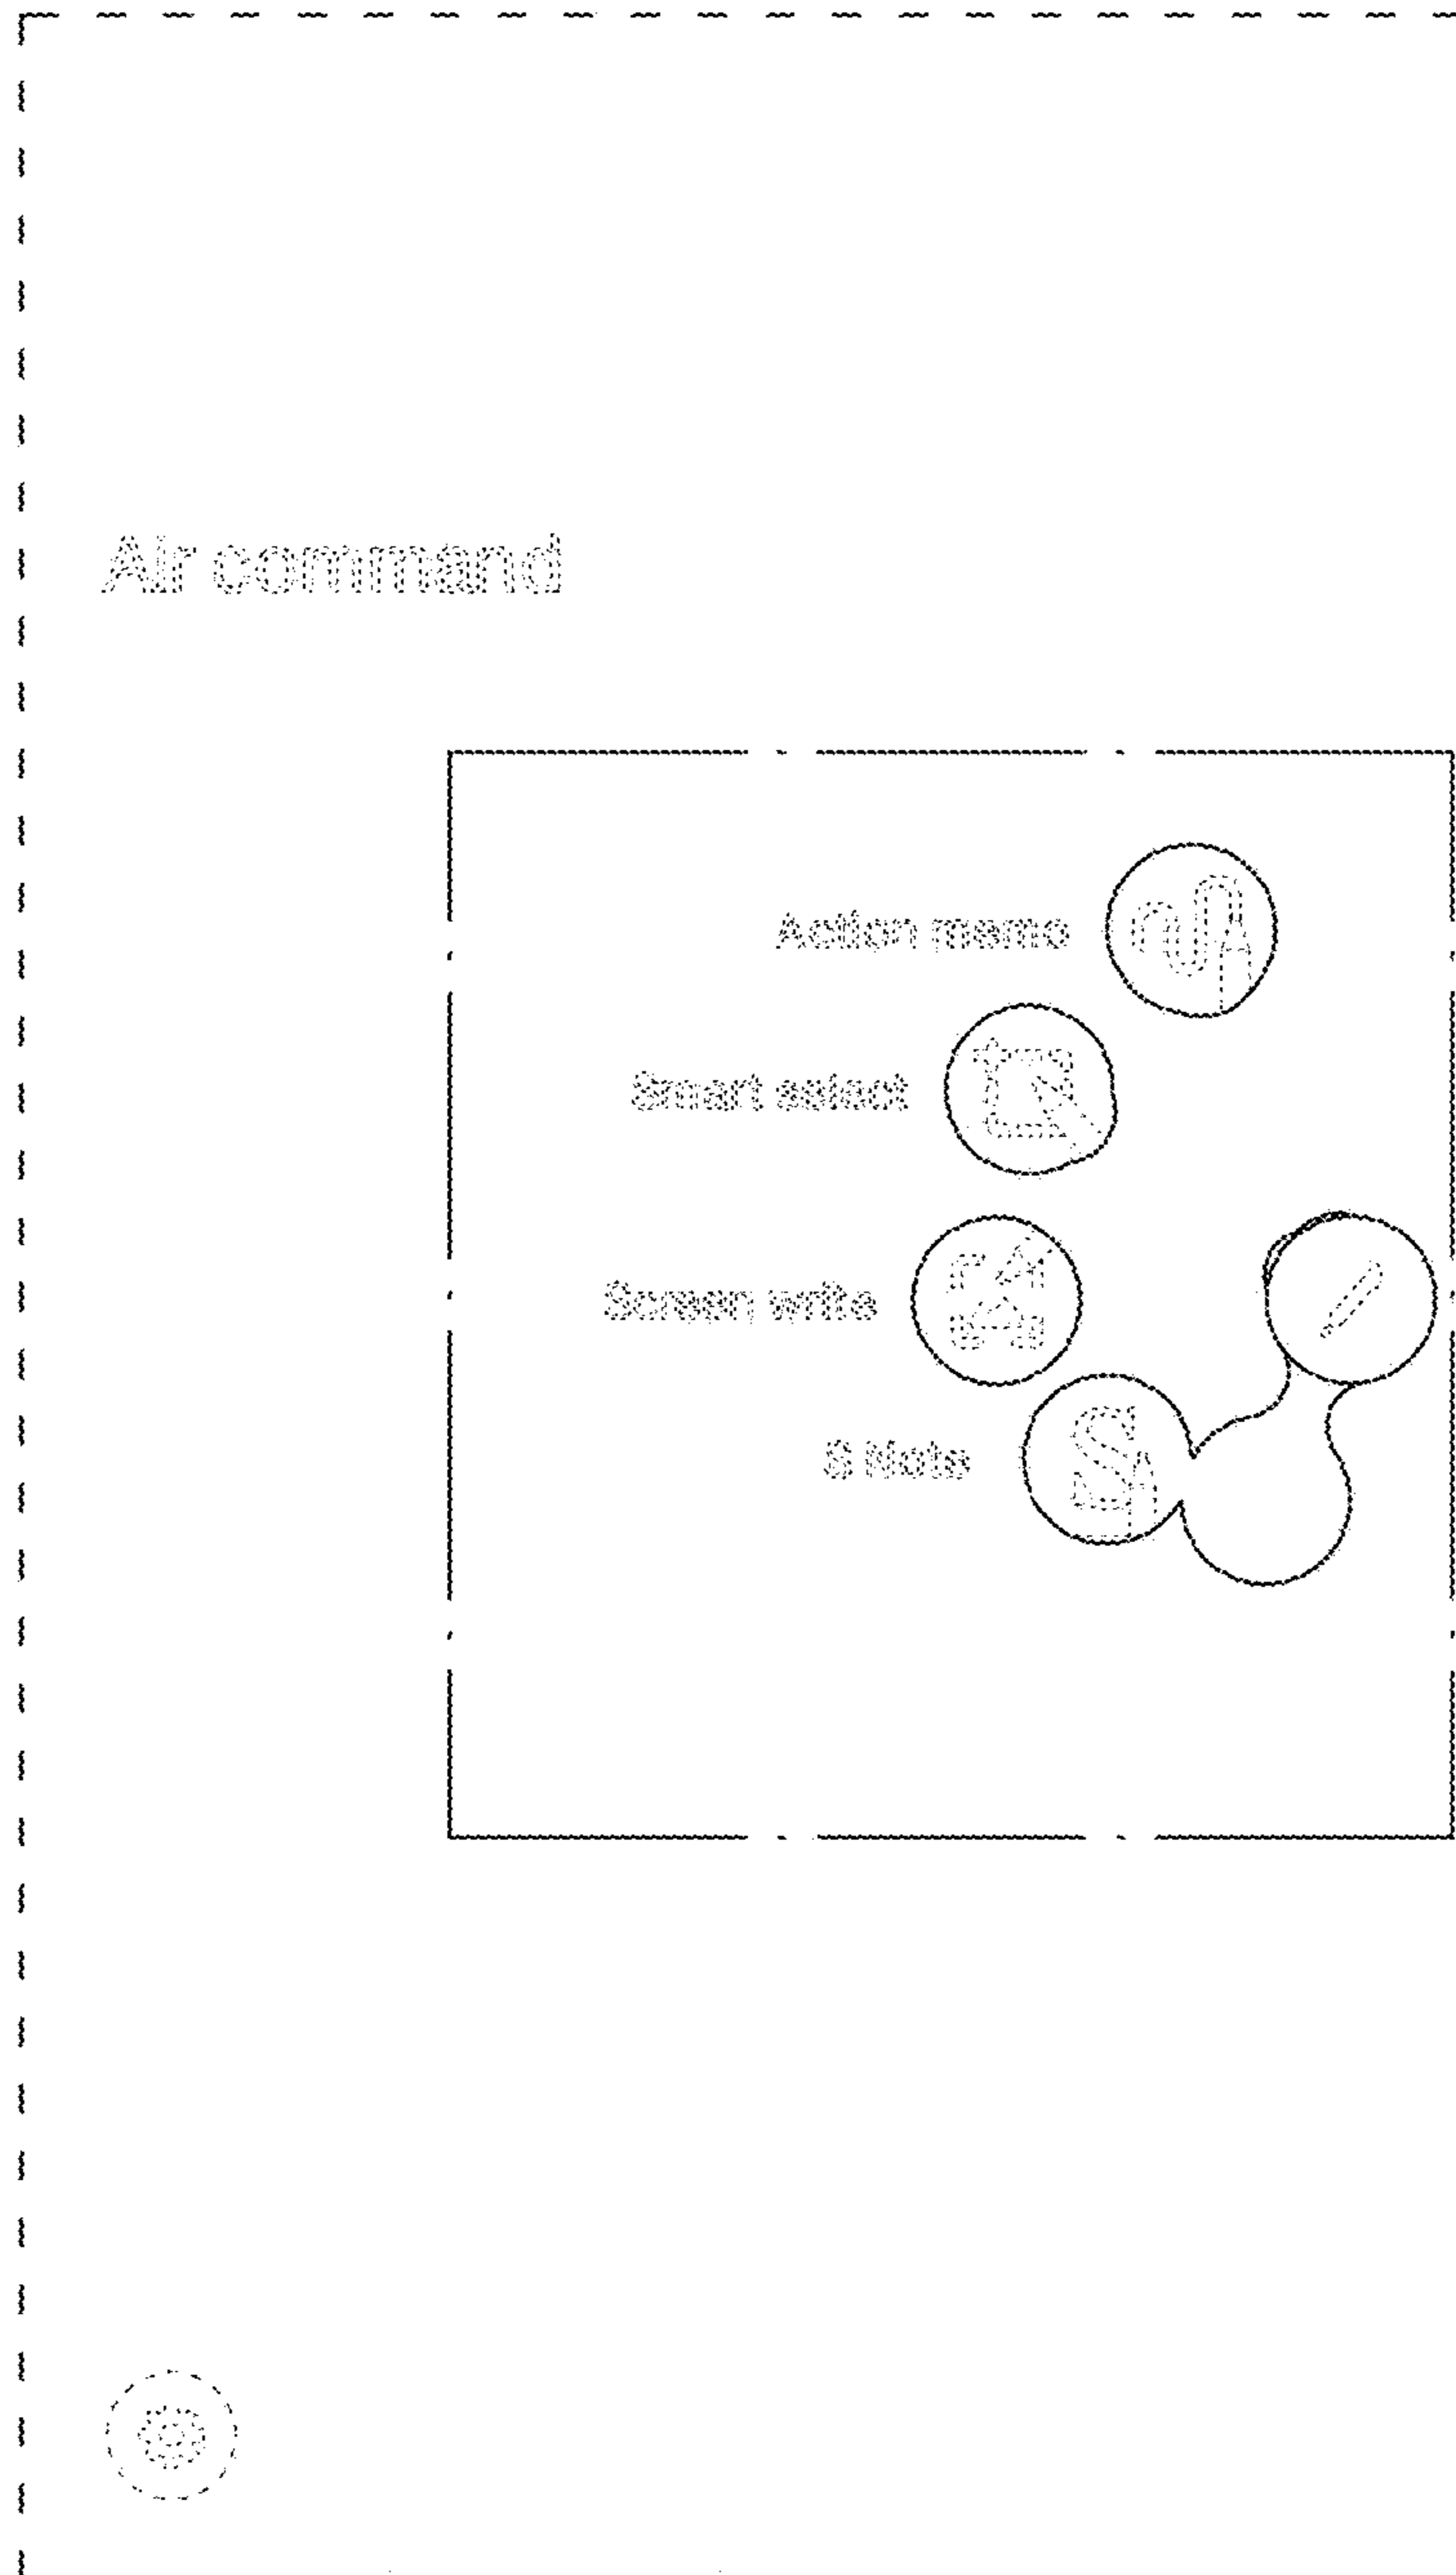 Air command
Action memo
Smart select
Screen write
S Note